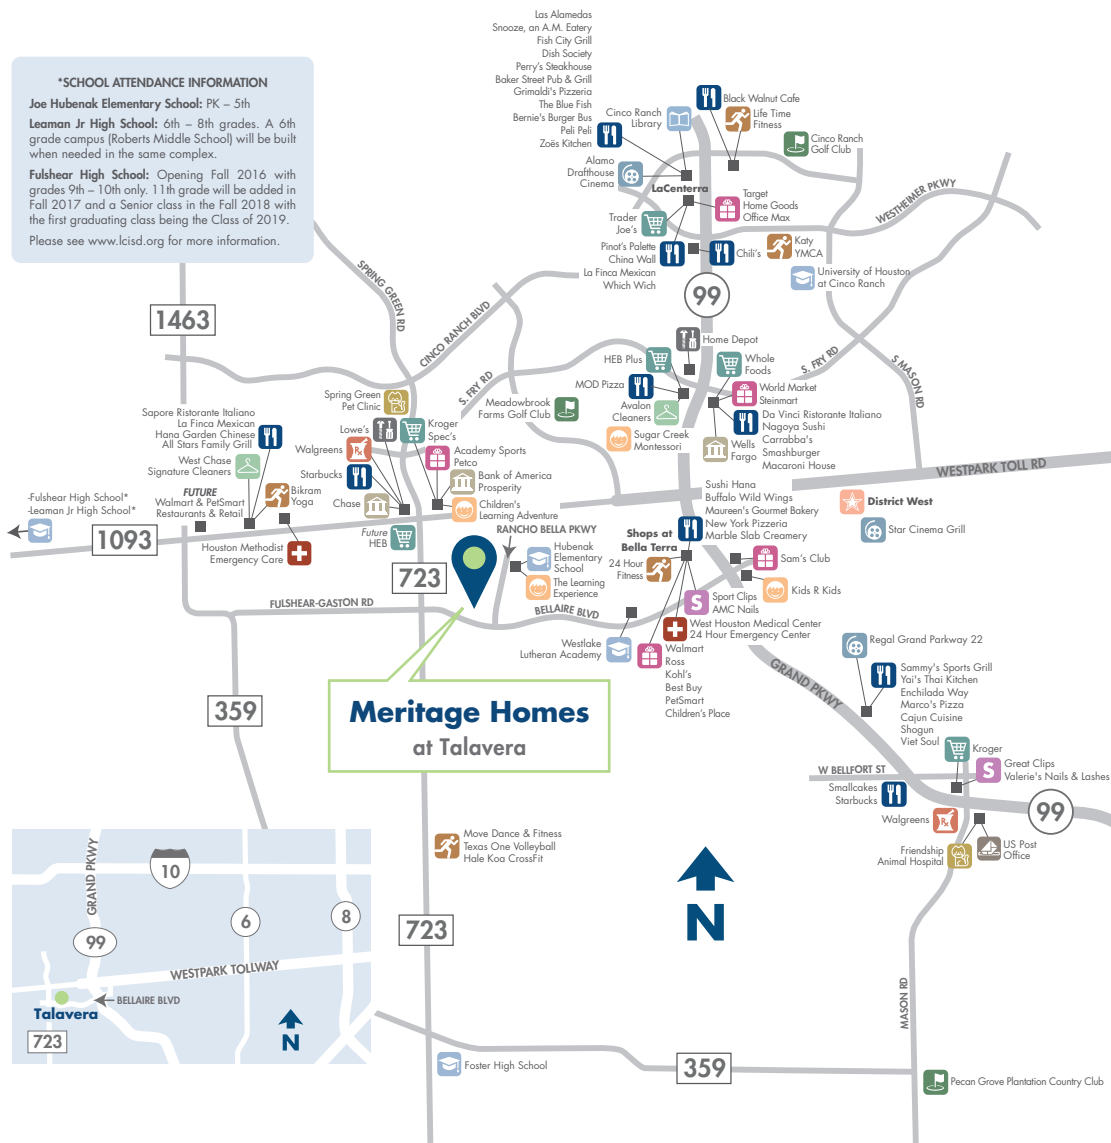 *SCHOOL ATTENDANCE INFORMATION
Joe Hubenak Elementary School: PK – 5th
Leaman Jr High School: 6th – 8th grades. A 6th
grade campus (Roberts Middle School) will be built
when needed in the same complex.
Fulshear High School: Opening Fall 2016 with
grades 9th – 10th only. 11th grade will be added in
Fall 2017 and a Senior class in the Fall 2018 with
the first graduating class being the Class of 2019.
Please see www.lcisd.org for more information.
Las Alamedas
Snooze, an A.M. Eatery
Fish City Grill
Dish Society
Perry's Steakhouse
Baker Street Pub & Grill
Grimaldi's Pizzeria
The Blue Fish
Bernie's Burger Bus
Peli Peli
Zoës Kitchen
Cinco Ranch
Library
Black Walnut Cafe
Life Time
Fitness
Cinco Ranch
Golf Club
Alamo
Drafthouse
Cinema
LaCenterra
Target
Home Goods
Office Max
Trader
Joe's
WESTHEIMER PKWY
Pinot's Palette
China Wall
La Finca Mexican
Which Wich
Chili's
Katy
YMCA
University of Houston
at Cinco Ranch
SPRING GREEN RD
CINCO RANCH BLVD
1463
99
Home Depot
HEB Plus
Whole
Foods
MOD Pizza
World Market
Steinmart
Avalon
Cleaners
Da Vinci Ristorante Italiano
Nagoya Sushi
Carrabba's
Smashburger
Macaroni House
Sugar Creek
Montessori
Wells
Fargo
S. FRY RD
S MASON RD
S. FRY RD
Meadowbrook
Farms Golf Club
Spring Green
Pet Clinic
Sapore Ristorante Italiano
La Finca Mexican
Hana Garden Chinese
All Stars Family Grill
Lowe's
Kroger
Spec's
Walgreens
Academy Sports
Petco
West Chase
Signature Cleaners
Starbucks
Bank of America
Prosperity
FUTURE
Walmart & PetSmart
Restaurants & Retail
Bikram
Yoga
Chase
Children's
Learning Adventure
WESTPARK TOLL RD
-Fulshear High School*
-Leaman Jr High School*
1093
Houston Methodist
Emergency Care
Future
HEB
RANCHO BELLA PKWY
Sushi Hana
Buffalo Wild Wings
Maureen's Gourmet Bakery
New York Pizzeria
Marble Slab Creamery
District West
Star Cinema Grill
Shops at
Bella Terra
24 Hour
Fitness
Sam's Club
Kids R Kids
Hubenak
Elementary
School
The Learning
Experience
723
FULSHEAR-GASTON RD
BELLAIRE BLVD
Sport Clips
AMC Nails
West Houston Medical Center
24 Hour Emergency Center
Westlake
Lutheran Academy
Walmart
Ross
Kohl's
Best Buy
PetSmart
Children's Place
Regal Grand Parkway 22
GRAND PKWY
Sammy's Sports Grill
Yai's Thai Kitchen
Enchilada Way
Marco's Pizza
Cajun Cuisine
Shogun
Viet Soul
359
Meritage Homes
at Talavera
Kroger
Great Clips
Valerie's Nails & Lashes
W BELLFORT ST
Smallcakes
Starbucks
Walgreens
99
Friendship
Animal Hospital
US Post
Office
Move Dance & Fitness
Texas One Volleyball
Hale Koa CrossFit
N
723
GRAND PKWY
10
6
8
99
WESTPARK TOLLWAY
BELLAIRE BLVD
Talavera
723
N
MASON RD
Foster High School
359
Pecan Grove Plantation Country Club
S
S
Rx
Rx